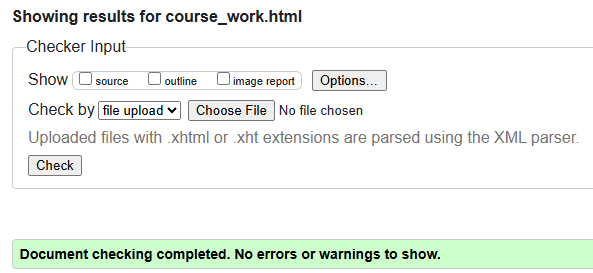 Showing results for course_work.html
Checker Input
Show source outline image report Options...
Check by file upload Choose File No file chosen
Uploaded files with .xhtml or .xht extensions are parsed using the XML parser.
Check
Document checking completed. No errors or warnings to show.